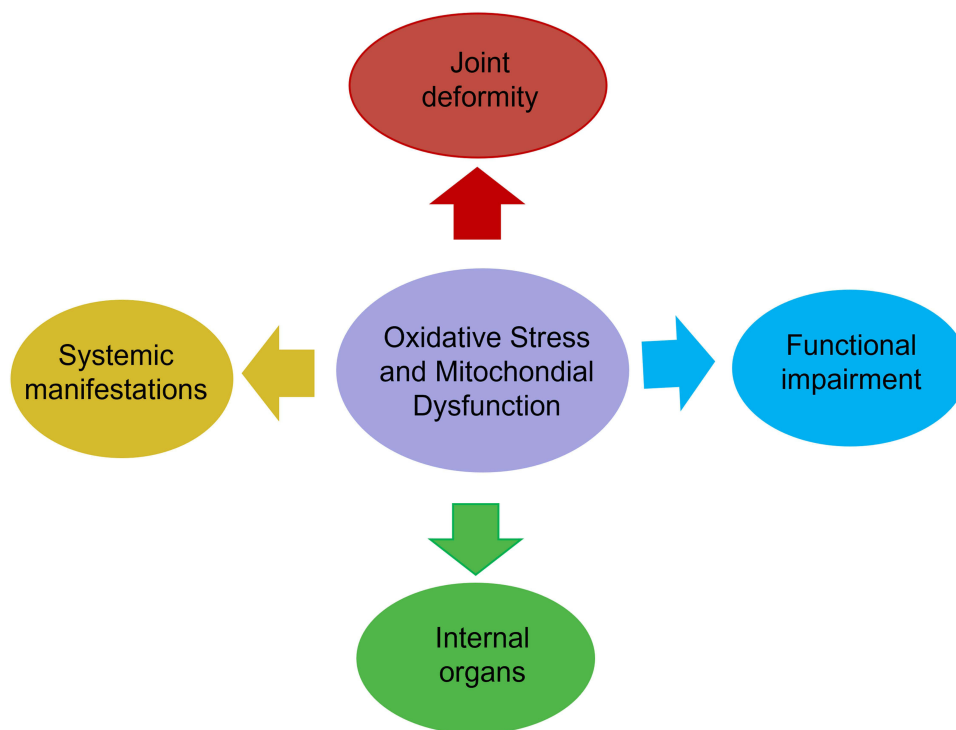 Joint
deformity
Systemic
manifestations
Oxidative Stress
and Mitochondial
Dysfunction
Functional
impairment
Internal
organs